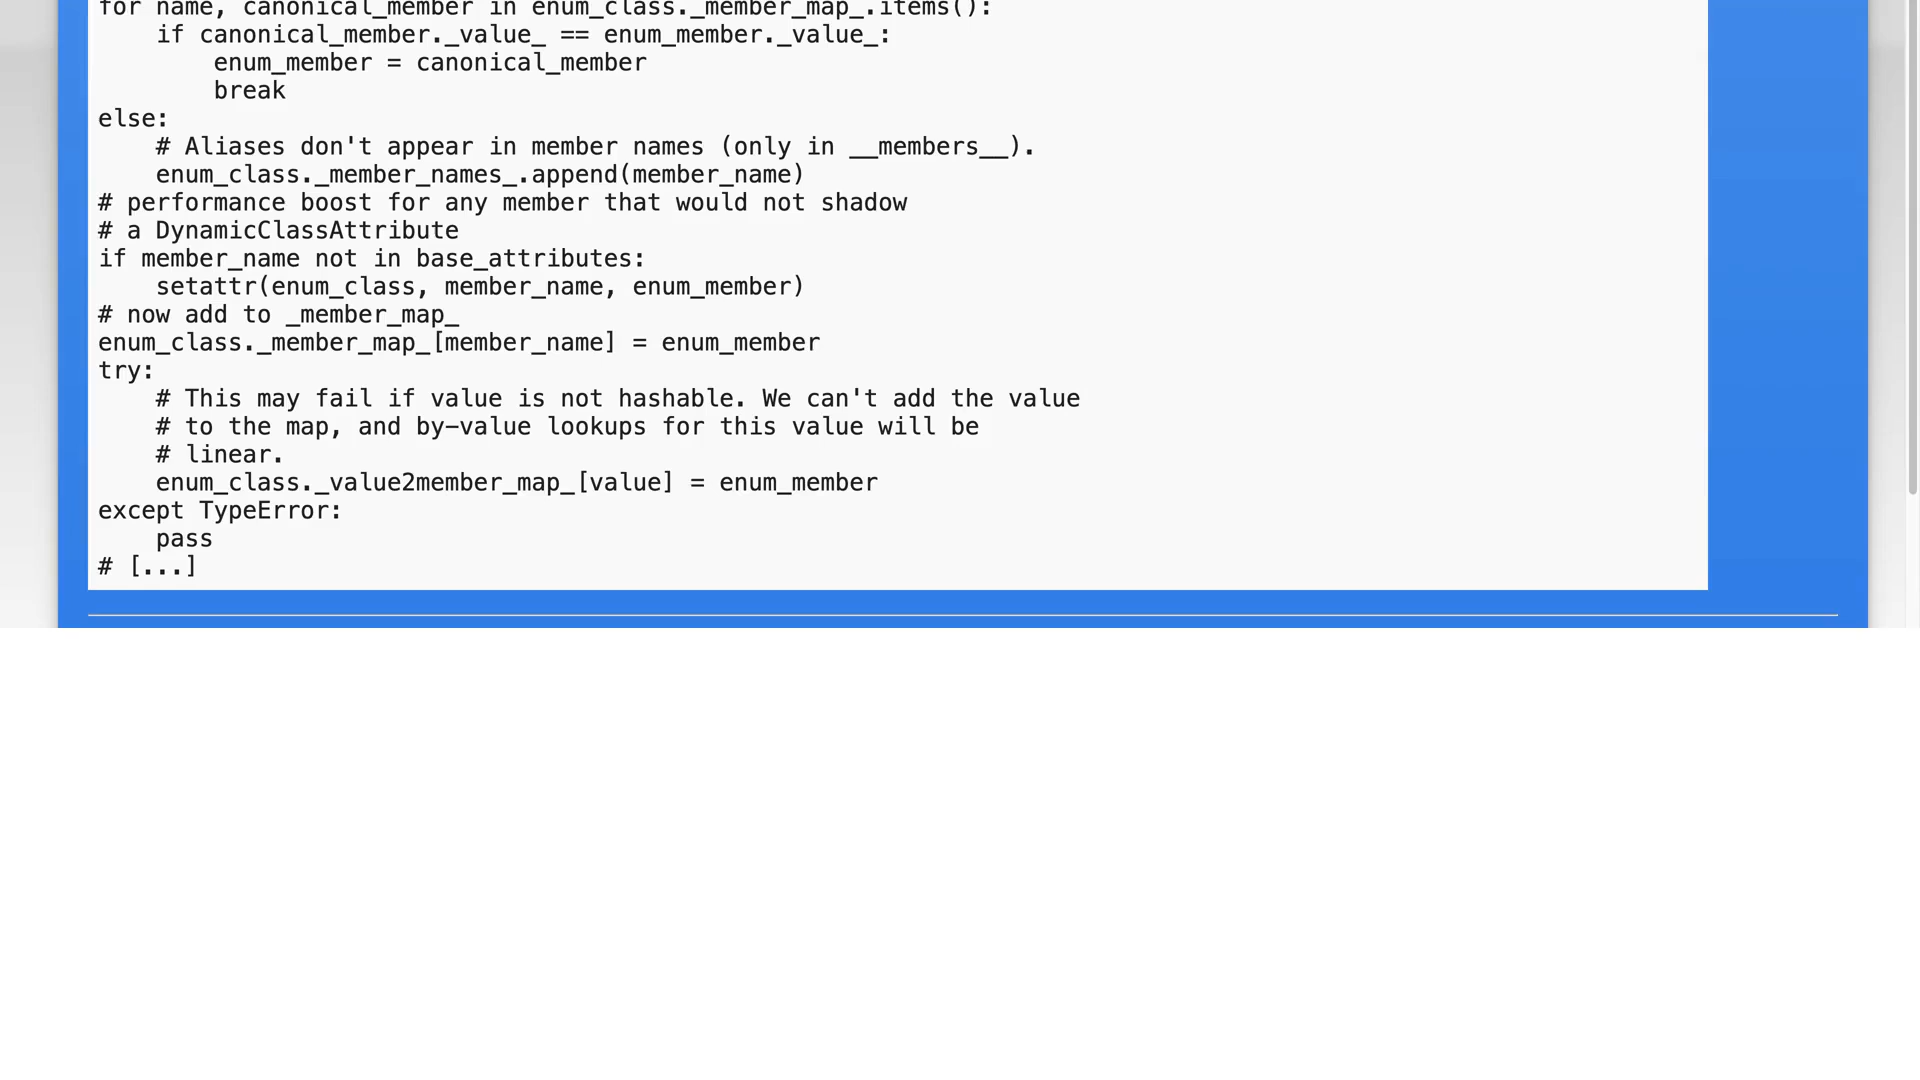 for name, canonical_member in enum_class._member_map_.items():
    if canonical_member._value_ == enum_member._value_:
        enum_member = canonical_member
        break
else:
    # Aliases don't appear in member names (only in __members__).
    enum_class._member_names_.append(member_name)
# performance boost for any member that would not shadow
# a DynamicClassAttribute
if member_name not in base_attributes:
    setattr(enum_class, member_name, enum_member)
# now add to _member_map_
enum_class._member_map_[member_name] = enum_member
try:
    # This may fail if value is not hashable. We can't add the value
    # to the map, and by-value lookups for this value will be
    # linear.
    enum_class._value2member_map_[value] = enum_member
except TypeError:
    pass
# [...]